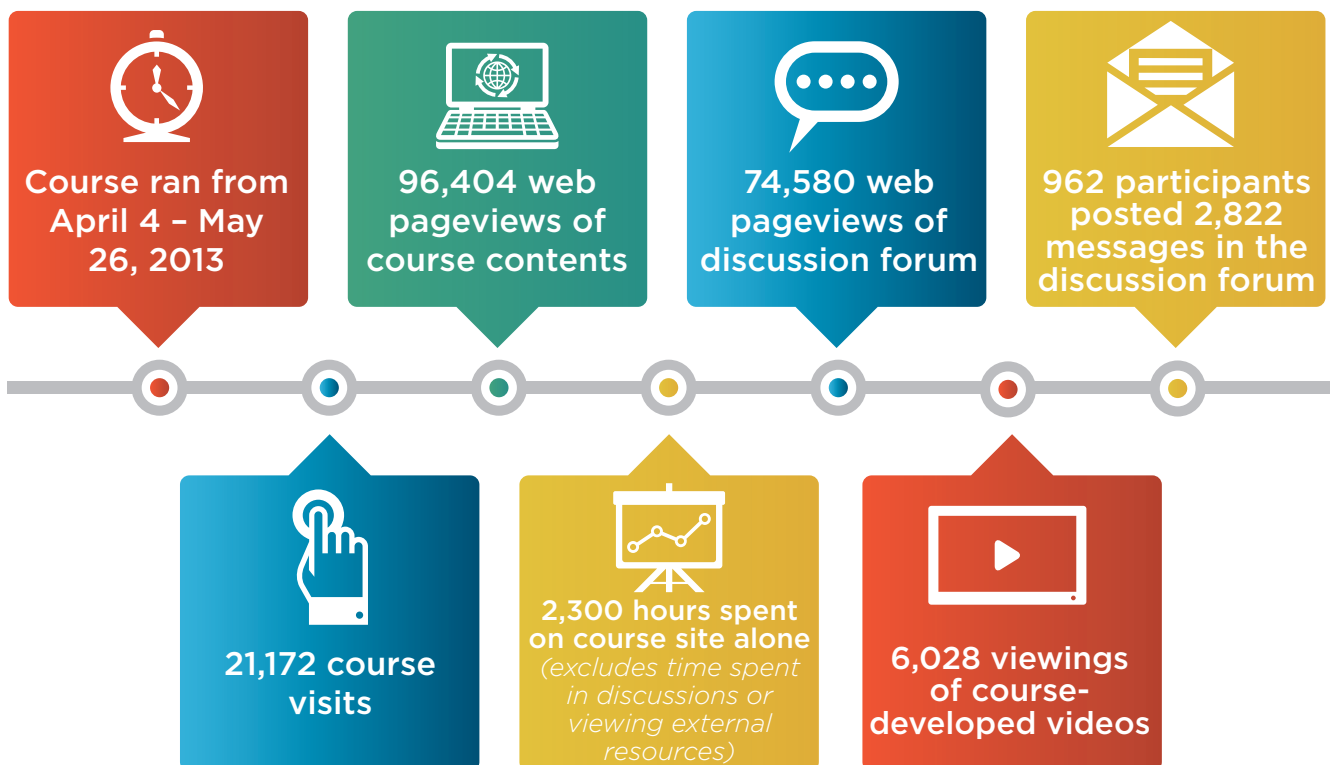 Course ran from
April 4 – May
26, 2013
96,404 web
pageviews of
course contents
74,580 web
pageviews of
discussion forum
962 participants
posted 2,822
messages in the
discussion forum
21,172 course
visits
2,300 hours spent
on course site alone
(excludes time spent
in discussions or
viewing external
resources)
6,028 viewings
of course-
developed videos